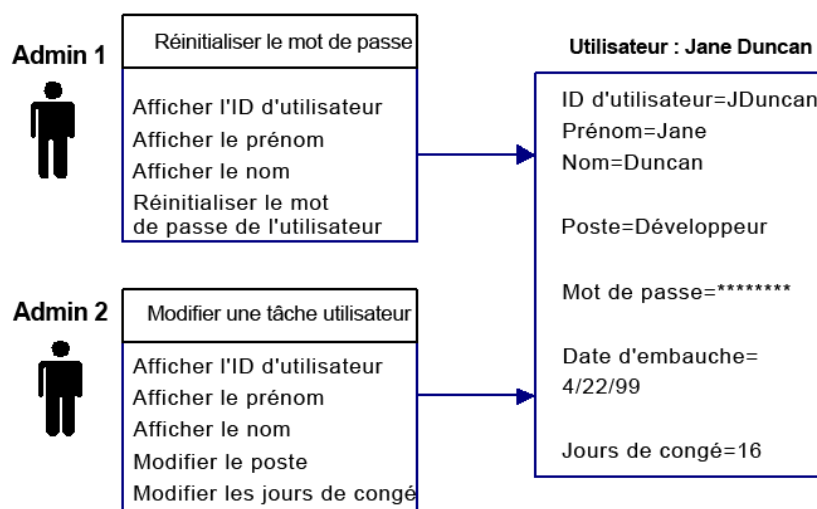 Admin 1
Réinitialiser le mot de passe
Afficher l'ID d'utilisateur
Afficher le prénom
Afficher le nom
Réinitialiser le mot
de passe de l'utilisateur
Admin 2
Modifier une tâche utilisateur
Afficher l'ID d'utilisateur
Afficher le prénom
Afficher le nom
Modifier le poste
Modifier les jours de congé
Utilisateur : Jane Duncan
ID d'utilisateur=JDuncan
Prénom=Jane
Nom=Duncan
Poste=Développeur
Mot de passe=********
Date d'embauche=
4/22/99
Jours de congé=16